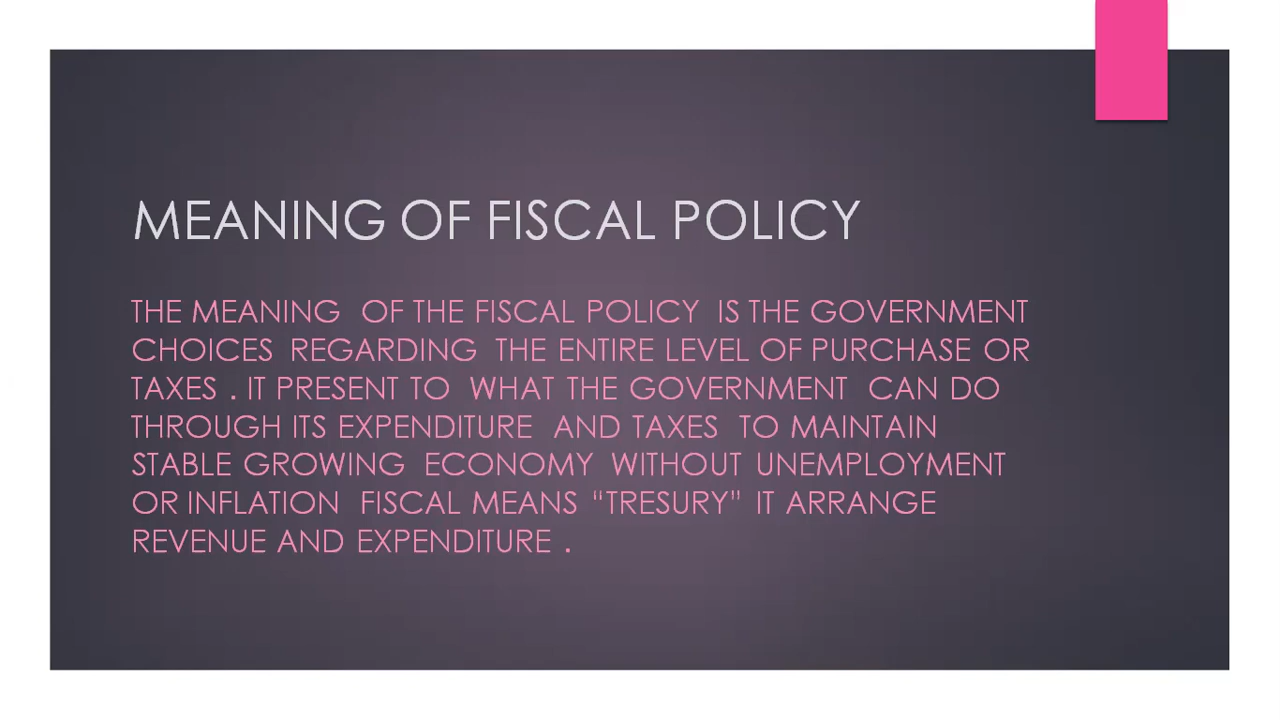 MEANING OF FISCAL POLICY
THE MEANING OF THE FISCAL POLICY IS THE GOVERNMENT
CHOICES REGARDING THE ENTIRE LEVEL OF PURCHASE OR
TAXES . IT PRESENT TO WHAT THE GOVERNMENT CAN DO
THROUGH ITS EXPENDITURE AND TAXES TO MAINTAIN
STABLE GROWING ECONOMY WITHOUT UNEMPLOYMENT
OR INFLATION FISCAL MEANS “TRESURY” IT ARRANGE
REVENUE AND EXPENDITURE .